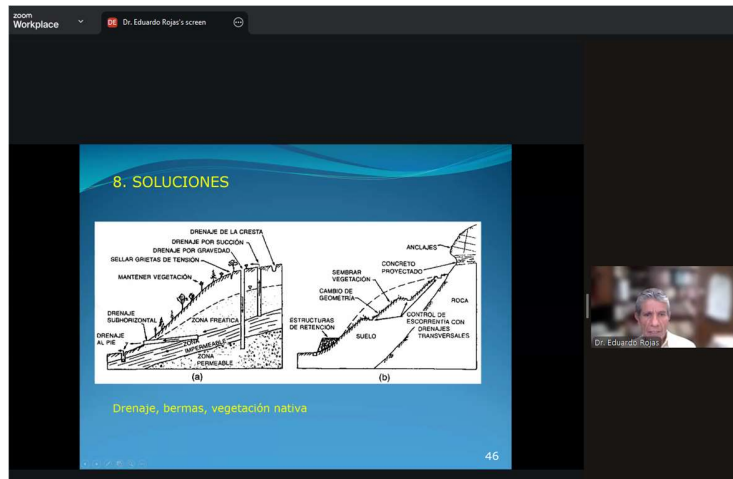 zoom
Workplace
DE Dr. Eduardo Rojas's screen
8. SOLUCIONES
DRENAJE DE LA CRESTA
DRENAJE POR SUCCIÓN
DRENAJE POR GRAVEDAD
SELLAR GRIETAS DE TENSIÓN
MANTENER VEGETACIÓN
DRENAJE
SUBHORIZONTAL
DRENAJE
AL PIE
ZONA FREÁTICA
ZONA
IMPERMEABLE
ZONA
PERMEABLE
(a)
ANCLAJES
CONCRETO
PROYECTADO
SEMBRAR
VEGETACIÓN
CAMBIO DE
GEOMETRÍA
ESTRUCTURAS
DE RETENCIÓN
ROCA
CONTROL DE
ESCORRENTÍA CON
DRENAJES
TRANSVERSALES
SUELO
(b)
Drenaje, bermas, vegetación nativa
46
Dr. Eduardo Rojas